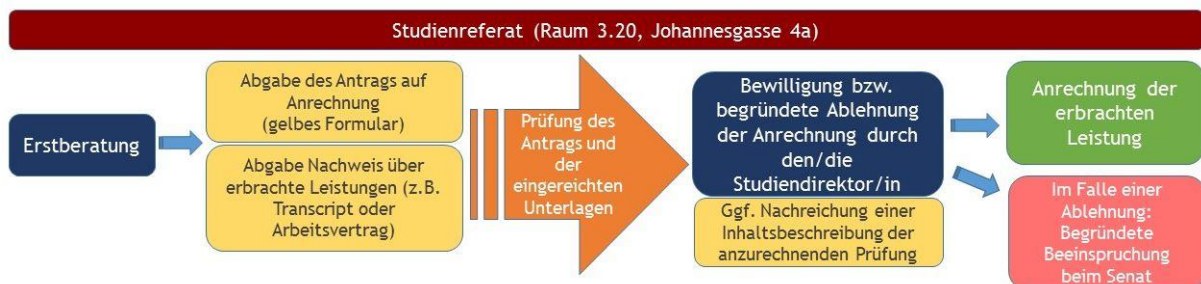 Studienreferat (Raum 3.20, Johannesgasse 4a)
Erstberatung
Abgabe des Antrags auf
Anrechnung
(gelbes Formular)
Abgabe Nachweis über
erbrachte Leistungen (z.B.
Transcript oder
Arbeitsvertrag)
Prüfung des
Antrags und
der
eingereichten
Unterlagen
Bewilligung bzw.
begründete Ablehnung
der Anrechnung durch
den/die
Studiendirektor/in
Ggf. Nachreichung einer
Inhaltsbeschreibung der
anzurechnenden Prüfung
Anrechnung der
erbrachten
Leistung
Im Falle einer
Ablehnung:
Begründete
Beeinspruchung
beim Senat